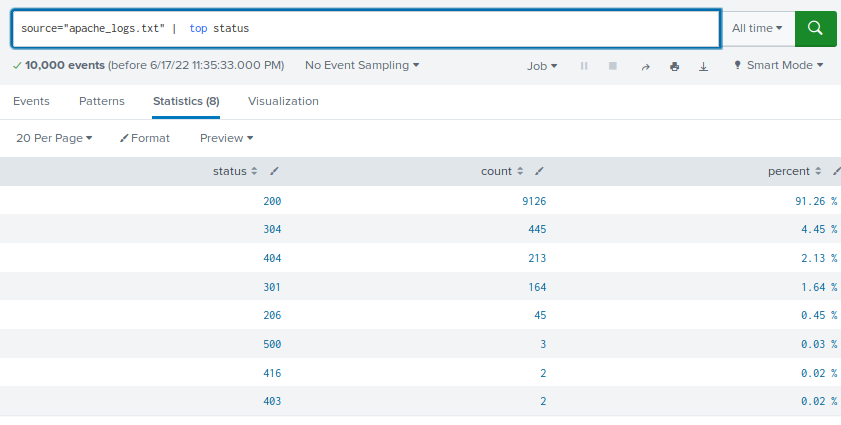 source="apache_logs.txt" | top status
All time
10,000 events (before 6/17/22 11:35:33.000 PM) No Event Sampling Job Smart Mode
Events Patterns Statistics (8) Visualization
20 Per Page Format Preview
status count percent
200 9126 91.26 %
304 445 4.45 %
404 213 2.13 %
301 164 1.64 %
206 45 0.45 %
500 3 0.03 %
416 2 0.02 %
403 2 0.02 %